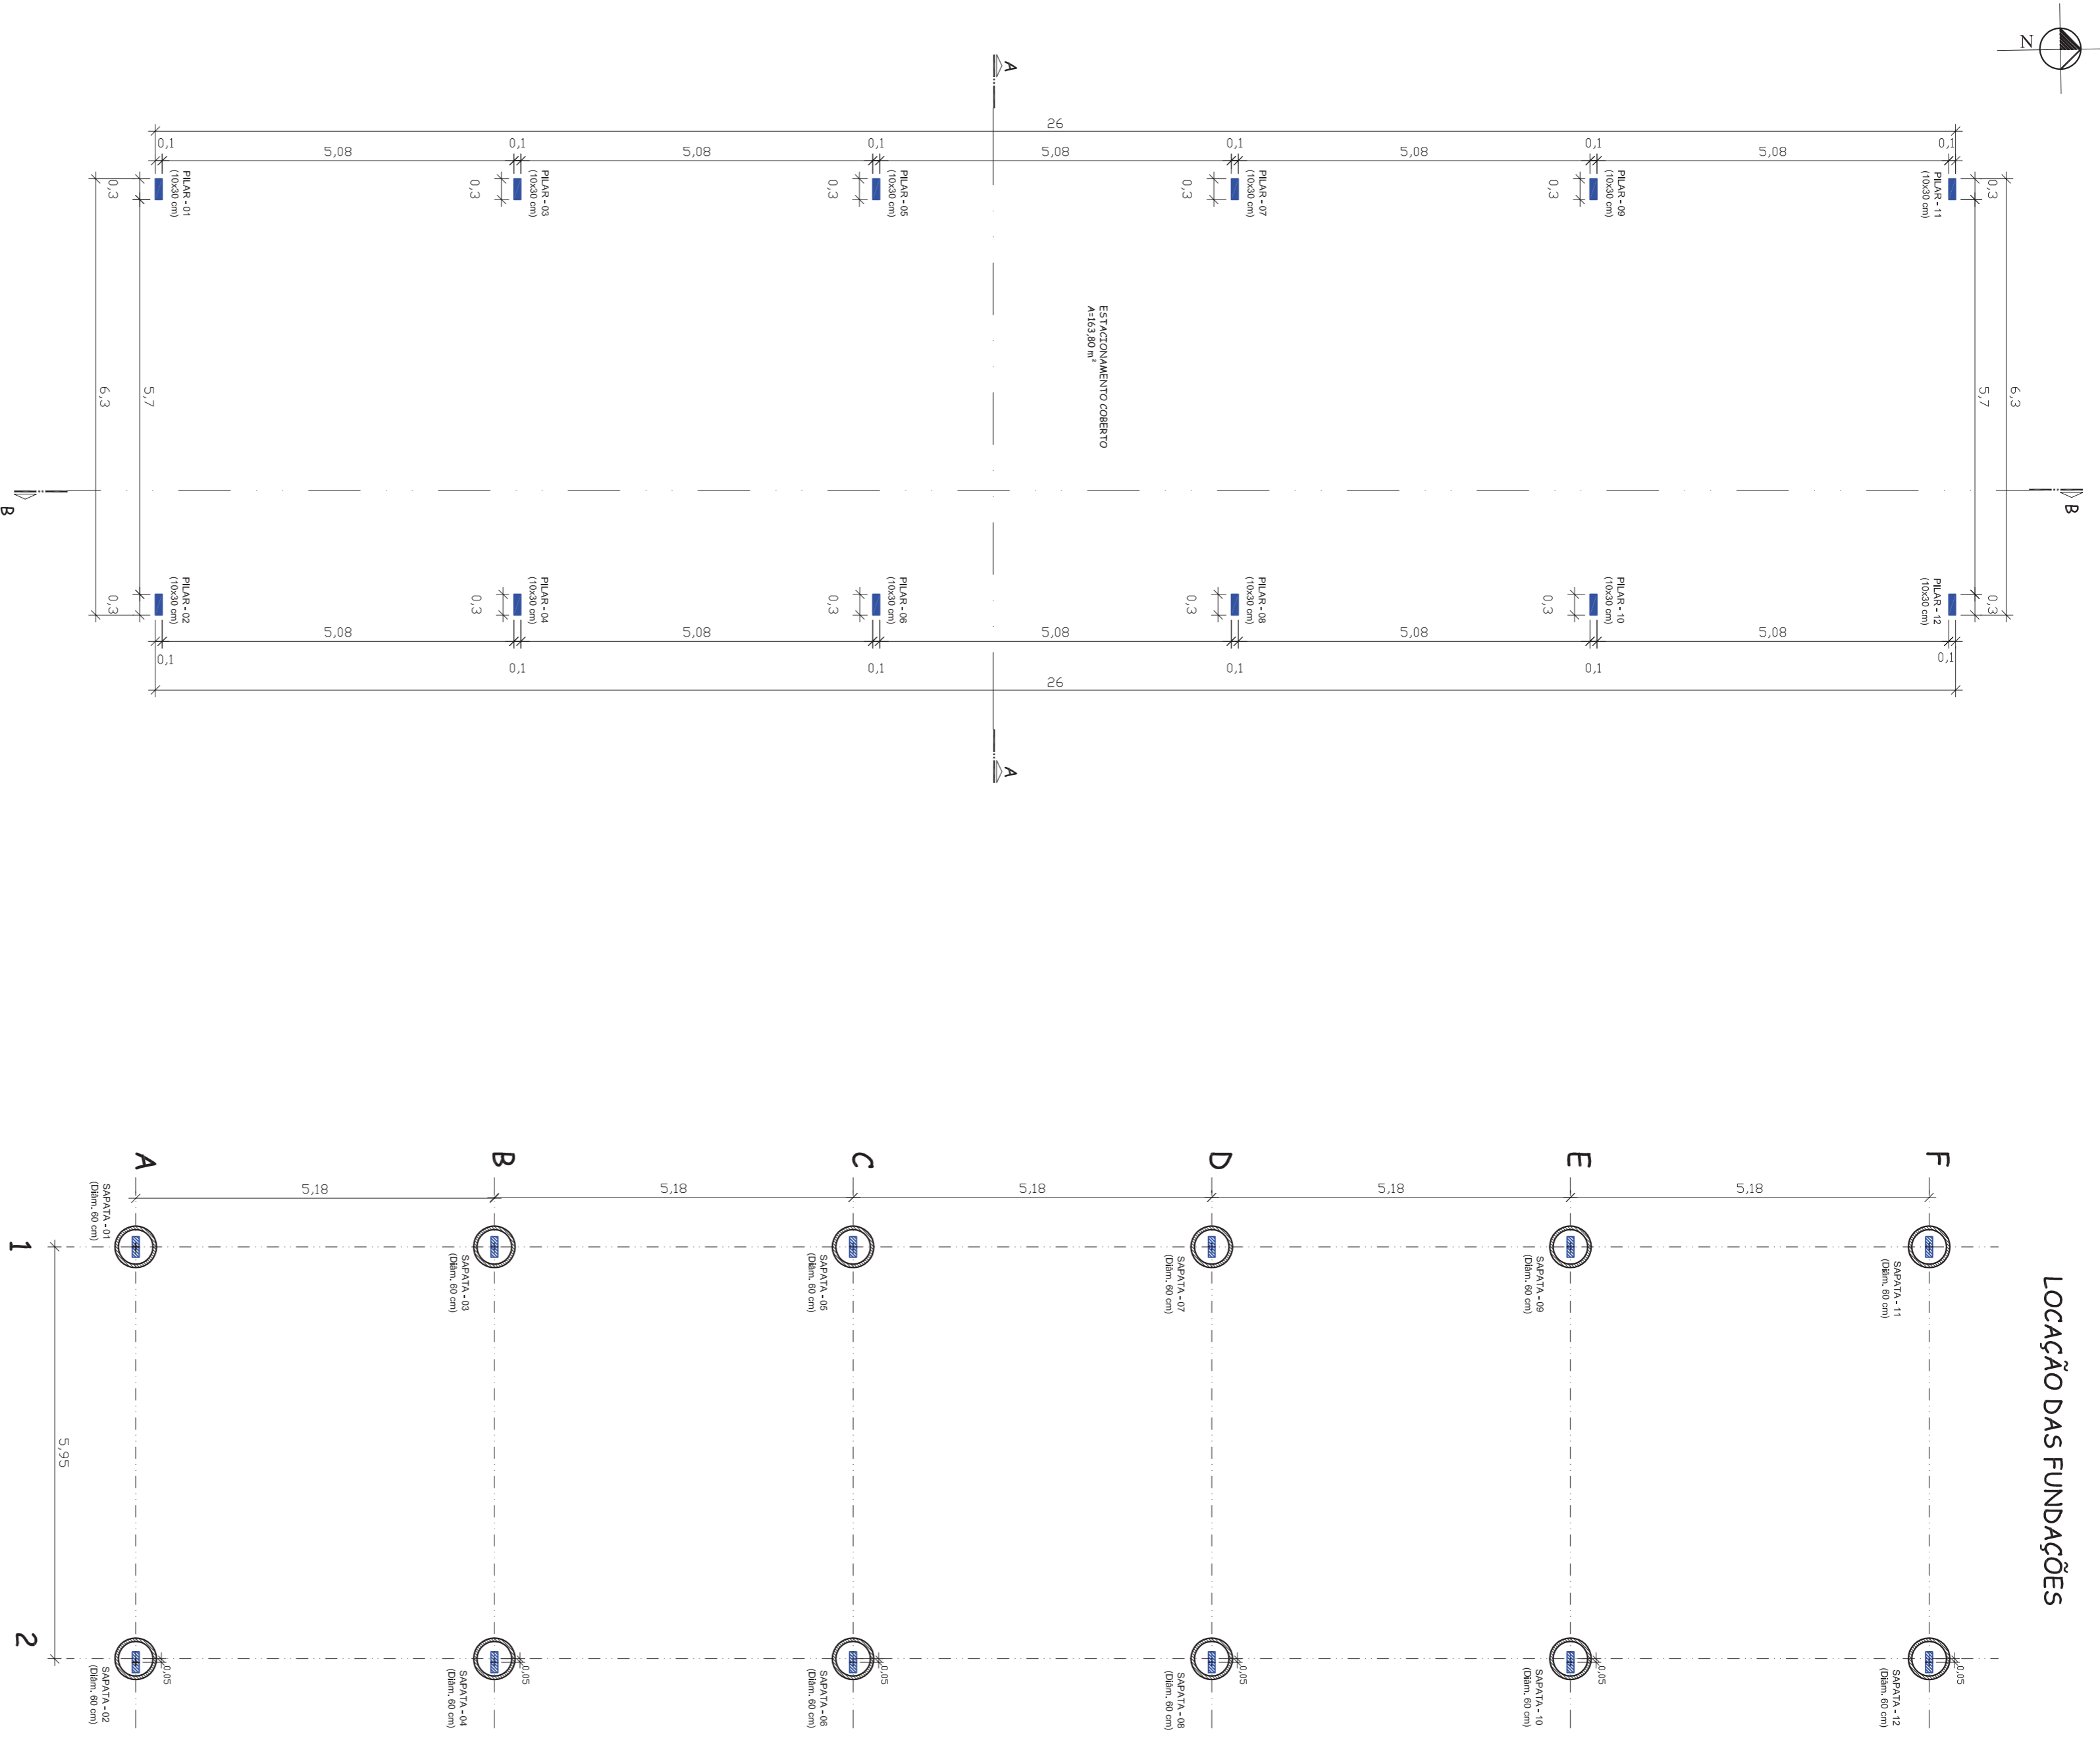 N
A
26
0,1
0,1
0,1
0,1
0,1
0,1
5,08
5,08
5,08
5,08
5,08
PILAR - 01
(10x30 cm)
0,3
PILAR - 03
(10x30 cm)
0,3
PILAR - 05
(10x30 cm)
0,3
PILAR - 07
(10x30 cm)
0,3
PILAR - 09
(10x30 cm)
0,3
PILAR - 11
(10x30 cm)
0,3
ESTACIONAMENTO COBERTO
A=163,80 m²
6,3
5,7
5,7
6,3
B
B
PILAR - 02
(10x30 cm)
0,3
PILAR - 04
(10x30 cm)
0,3
PILAR - 06
(10x30 cm)
0,3
PILAR - 08
(10x30 cm)
0,3
PILAR - 10
(10x30 cm)
0,3
PILAR - 12
(10x30 cm)
0,3
5,08
5,08
5,08
5,08
5,08
0,1
0,1
0,1
0,1
0,1
0,1
26
A
LOCAÇÃO DAS FUNDAÇÕES
A
B
C
D
E
F
5,18
5,18
5,18
5,18
5,18
SAPATA - 01
(Diâm. 60 cm)
SAPATA - 03
(Diâm. 60 cm)
SAPATA - 05
(Diâm. 60 cm)
SAPATA - 07
(Diâm. 60 cm)
SAPATA - 09
(Diâm. 60 cm)
SAPATA - 11
(Diâm. 60 cm)
1
5,95
2
0,05
0,05
0,05
0,05
0,05
0,05
SAPATA - 02
(Diâm. 60 cm)
SAPATA - 04
(Diâm. 60 cm)
SAPATA - 06
(Diâm. 60 cm)
SAPATA - 08
(Diâm. 60 cm)
SAPATA - 10
(Diâm. 60 cm)
SAPATA - 12
(Diâm. 60 cm)